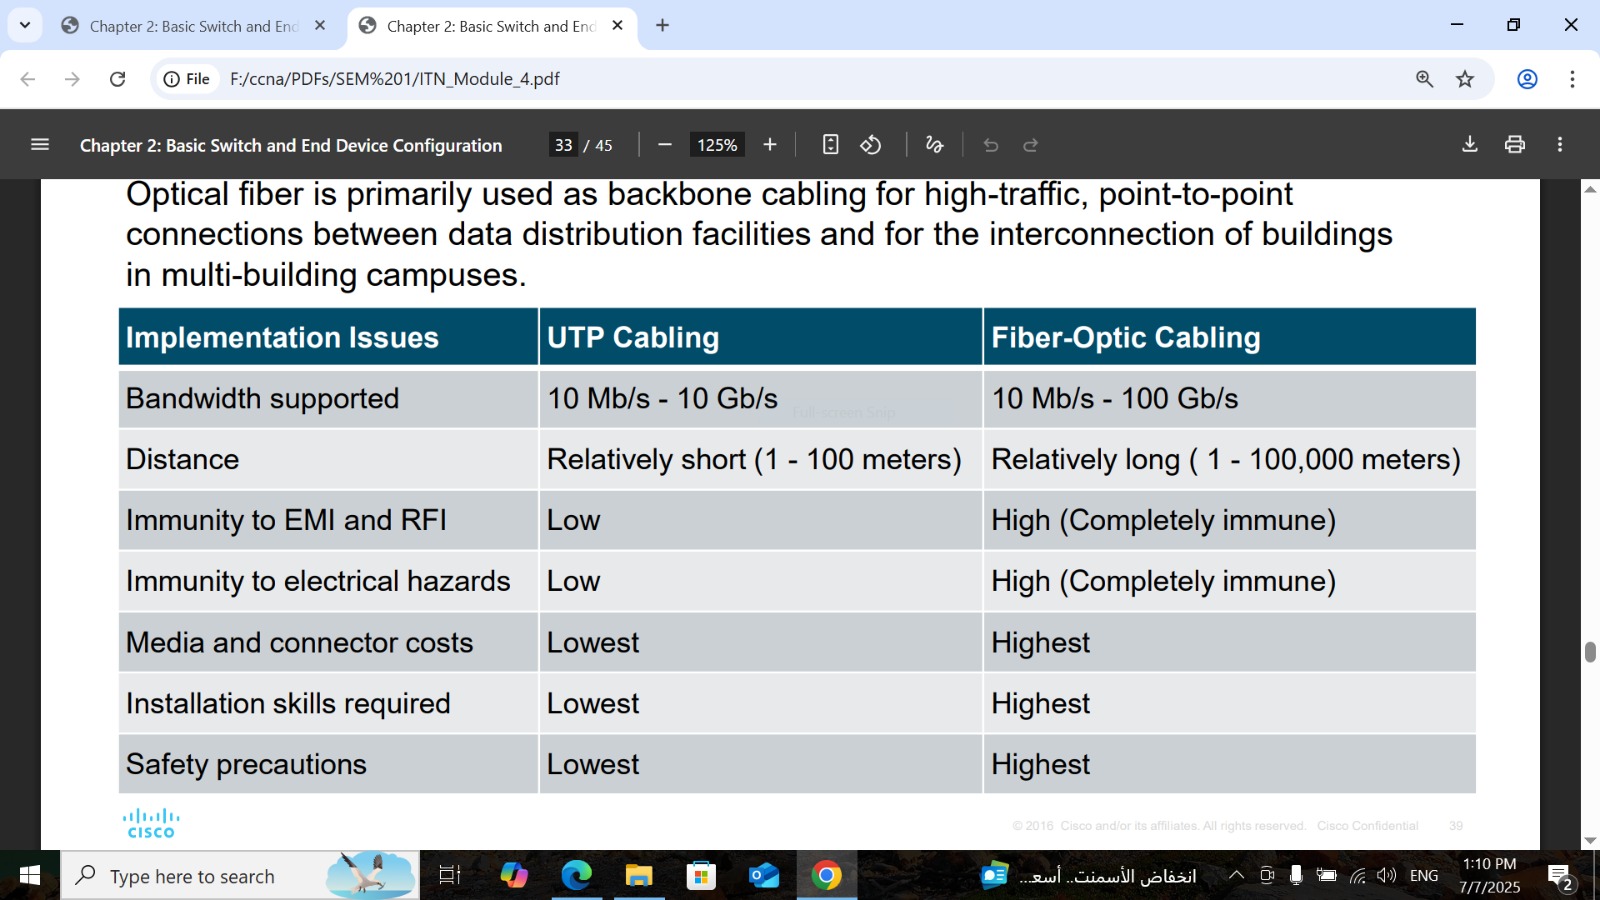 Chapter 2: Basic Switch and End
Chapter 2: Basic Switch and End
File
F:/ccna/PDFs/SEM%201/ITN_Module_4.pdf
Chapter 2: Basic Switch and End Device Configuration
33 / 45
125%
Optical fiber is primarily used as backbone cabling for high-traffic, point-to-point
connections between data distribution facilities and for the interconnection of buildings
in multi-building campuses.
Implementation Issues UTP Cabling Fiber-Optic Cabling
Bandwidth supported 10 Mb/s - 10 Gb/s 10 Mb/s - 100 Gb/s
Full-screen Snip
Distance Relatively short (1 - 100 meters) Relatively long ( 1 - 100,000 meters)
Immunity to EMI and RFI Low High (Completely immune)
Immunity to electrical hazards Low High (Completely immune)
Media and connector costs Lowest Highest
Installation skills required Lowest Highest
Safety precautions Lowest Highest
CISCO
© 2016 Cisco and/or its affiliates. All rights reserved. Cisco Confidential 39
Type here to search
انخفاض الأسمنت.. أسعـ...
ENG
1:10 PM
7/7/2025
2